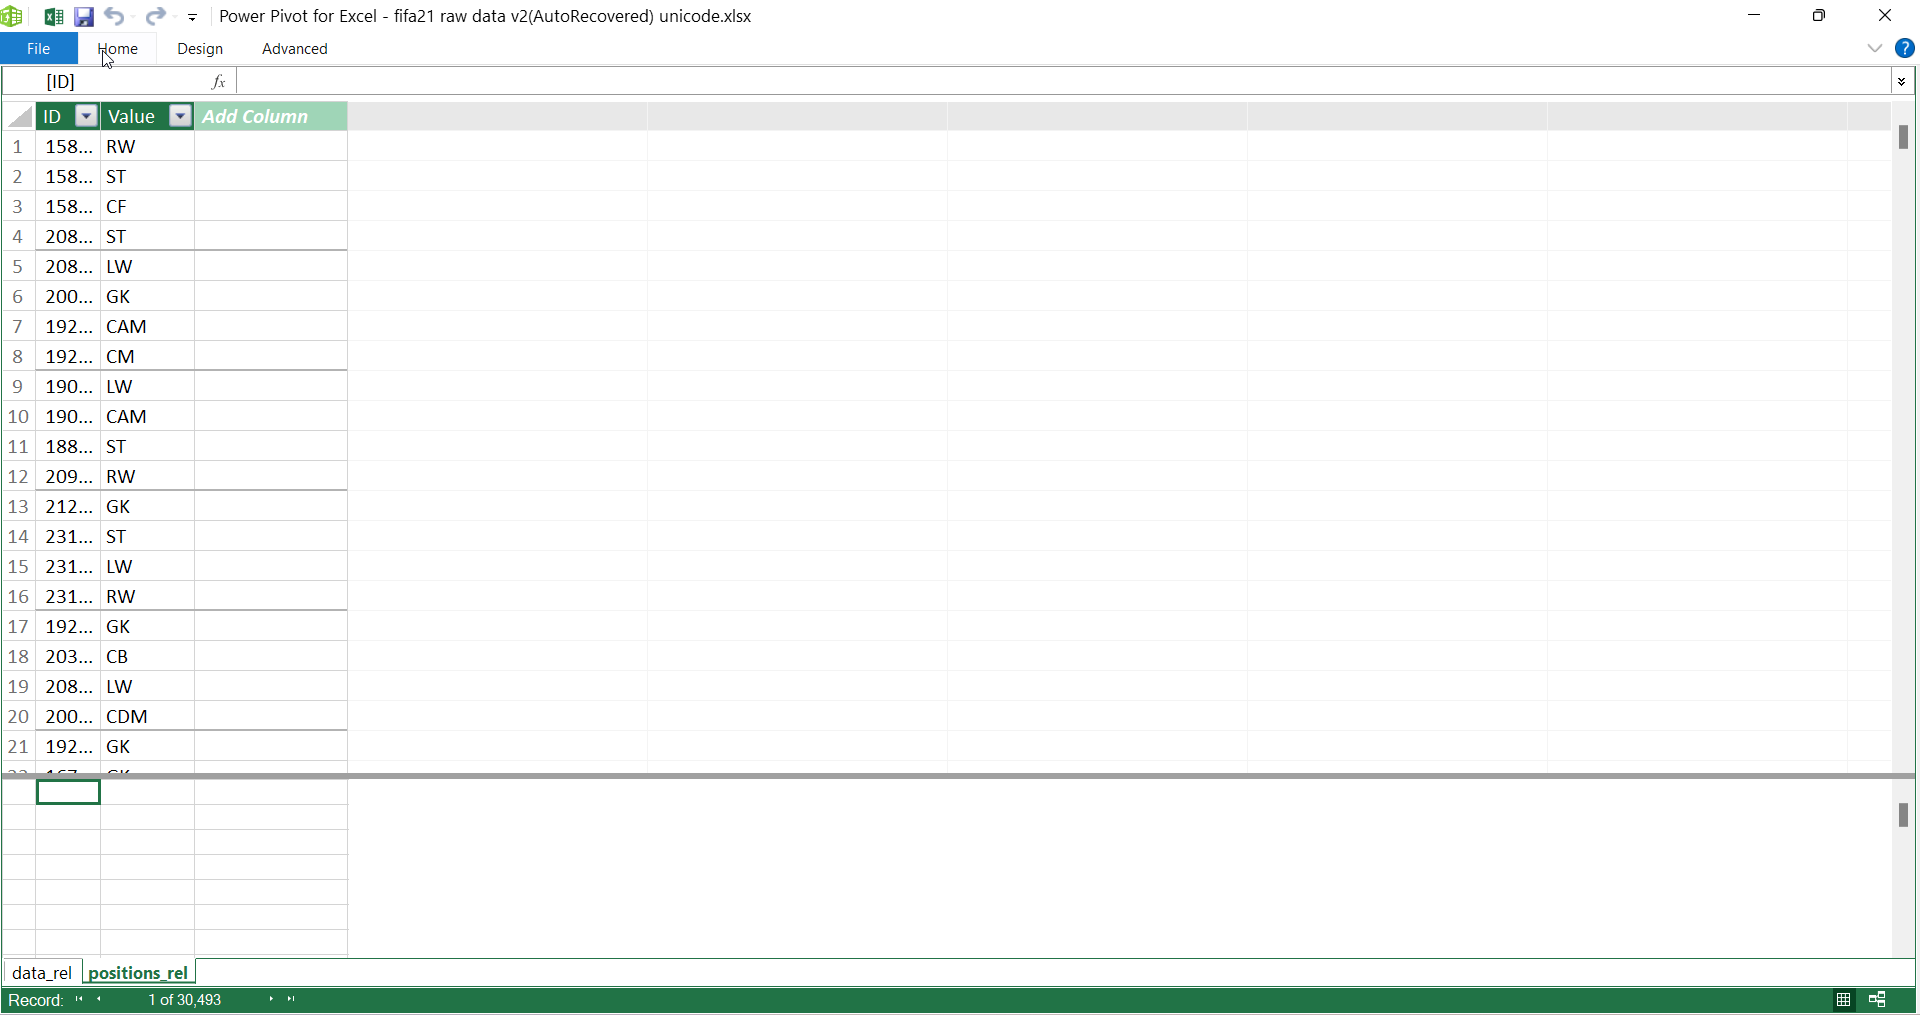 Power Pivot for Excel - fifa21 raw data v2(AutoRecovered) unicode.xlsx
File Home Design Advanced ?
[ID] fx
ID Value Add Column
1 158... RW
2 158... ST
3 158... CF
4 208... ST
5 208... LW
6 200... GK
7 192... CAM
8 192... CM
9 190... LW
10 190... CAM
11 188... ST
12 209... RW
13 212... GK
14 231... ST
15 231... LW
16 231... RW
17 192... GK
18 203... CB
19 208... LW
20 200... CDM
21 192... GK
data_rel positions_rel
Record: 1 of 30,493